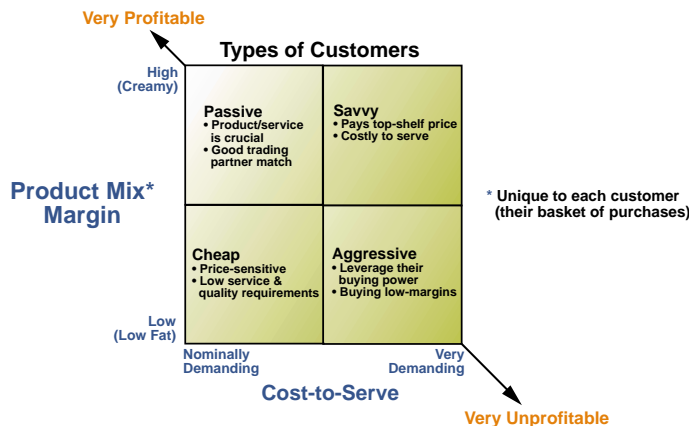 Very Profitable
Types of Customers
High
(Creamy)
Passive
• Product/service
is crucial
• Good trading
partner match
Savvy
• Pays top-shelf price
• Costly to serve
Product Mix*
Margin
* Unique to each customer
(their basket of purchases)
Cheap
• Price-sensitive
• Low service &
quality requirements
Aggressive
• Leverage their
buying power
• Buying low-margins
Low
(Low Fat)
Nominally
Demanding
Very
Demanding
Cost-to-Serve
Very Unprofitable